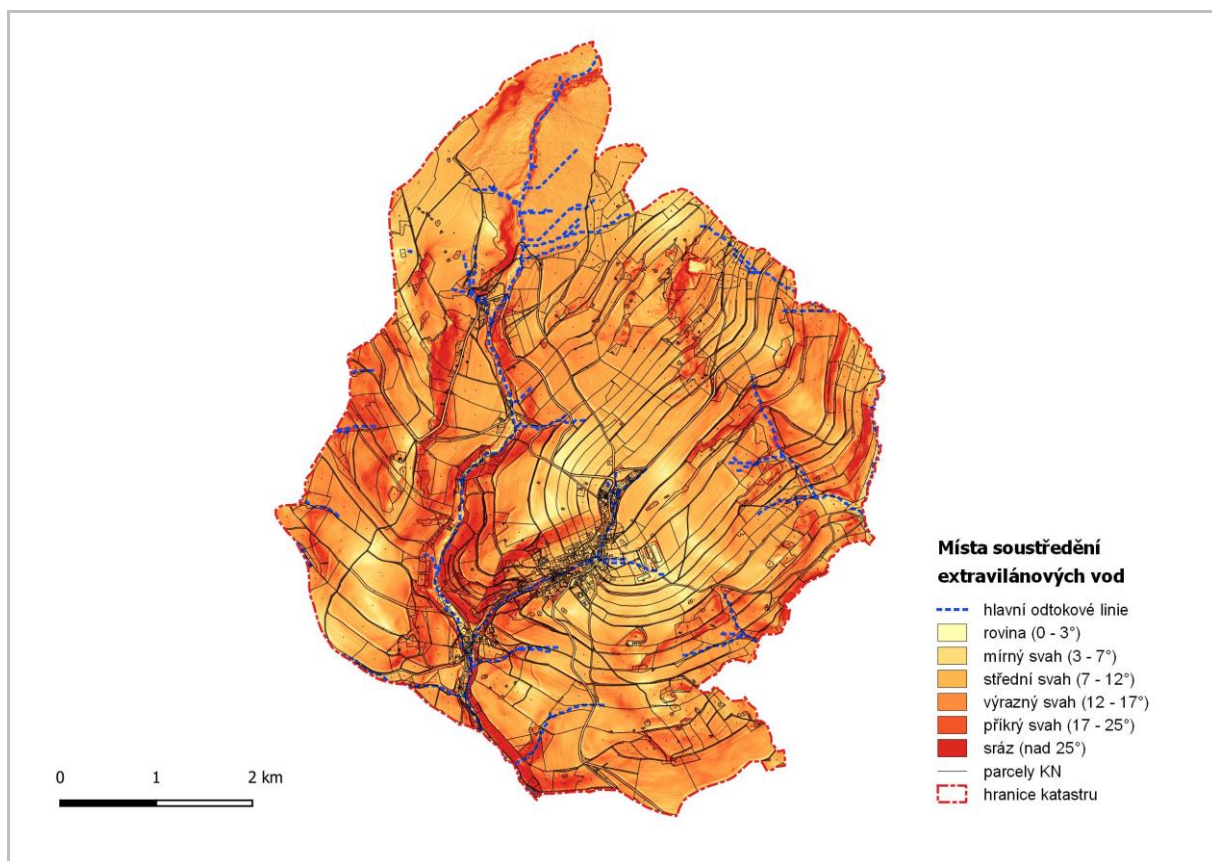 Místa soustředění
extravilánových vod
hlavní odtokové linie
rovina (0 - 3°)
mírný svah (3 - 7°)
střední svah (7 - 12°)
výrazný svah (12 - 17°)
příkrý svah (17 - 25°)
sráz (nad 25°)
parcely KN
hranice katastru
0 1 2 km